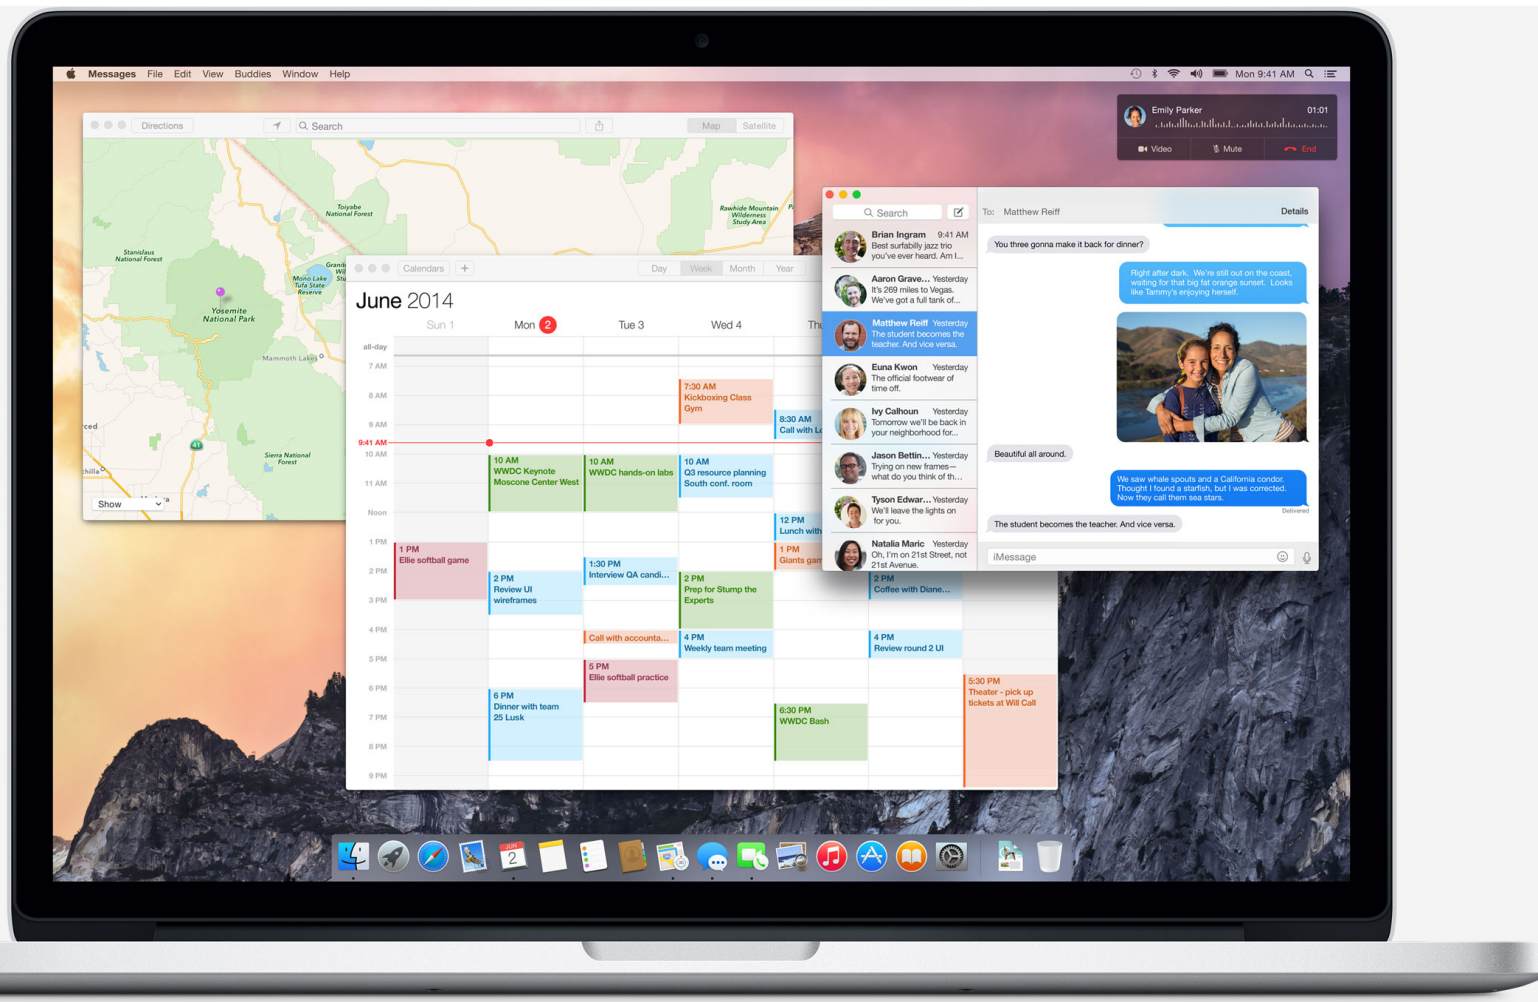 Messages File Edit View Buddies Window Help
Mon 9:41 AM
Emily Parker 01:01
Video Mute End
Directions
Search
Map Satellite
Toiyabe
National Forest
Rawhide Mountain
Wilderness
Study Area
Stanislaus
National Forest
Mono Lake
Tufa State
Reserve
Yosemite
National Park
Mammoth Lakes
41
Sierra National
Forest
Show
Calendars +
Day Week Month Year
June 2014
Sun 1 Mon 2 Tue 3 Wed 4
all-day
7 AM
8 AM
9 AM
9:41 AM
10 AM
11 AM
Noon
1 PM
2 PM
3 PM
4 PM
5 PM
6 PM
7 PM
8 PM
9 PM
1 PM
Ellie softball game
10 AM
WWDC Keynote
Moscone Center West
2 PM
Review UI
wireframes
6 PM
Dinner with team
25 Lusk
10 AM
WWDC hands-on labs
1:30 PM
Interview QA candi...
Call with accounta...
5 PM
Ellie softball practice
7:30 AM
Kickboxing Class
Gym
10 AM
Q3 resource planning
South conf. room
2 PM
Prep for Stump the
Experts
4 PM
Weekly team meeting
8:30 AM
Call with
12 PM
Lunch with
1 PM
Giants gam
6:30 PM
WWDC Bash
2 PM
Coffee with Diane...
4 PM
Review round 2 UI
5:30 PM
Theater - pick up
tickets at Will Call
Search
Brian Ingram 9:41 AM
Best surfabilly jazz trio
you've ever heard. Am I...
Aaron Grave... Yesterday
It's 269 miles to Vegas.
We've got a full tank of...
Matthew Reiff Yesterday
The student becomes the
teacher. And vice versa.
Euna Kwon Yesterday
The official footwear of
time off.
Ivy Calhoun Yesterday
Tomorrow we'll be back in
your neighborhood for...
Jason Bettin... Yesterday
Trying on new frames—
what do you think of th...
Tyson Edwar... Yesterday
We'll leave the lights on
for you.
Natalia Maric Yesterday
Oh, I'm on 21st Street, not
21st Avenue.
To: Matthew Reiff Details
You three gonna make it back for dinner?
Right after dark. We're still out on the coast,
waiting for that big fat orange sunset. Looks
like Tammy's enjoying herself.
Beautiful all around.
We saw whale spouts and a California condor.
Thought I found a starfish, but I was corrected.
Now they call them sea stars.
Delivered
The student becomes the teacher. And vice versa.
iMessage
JUN
2